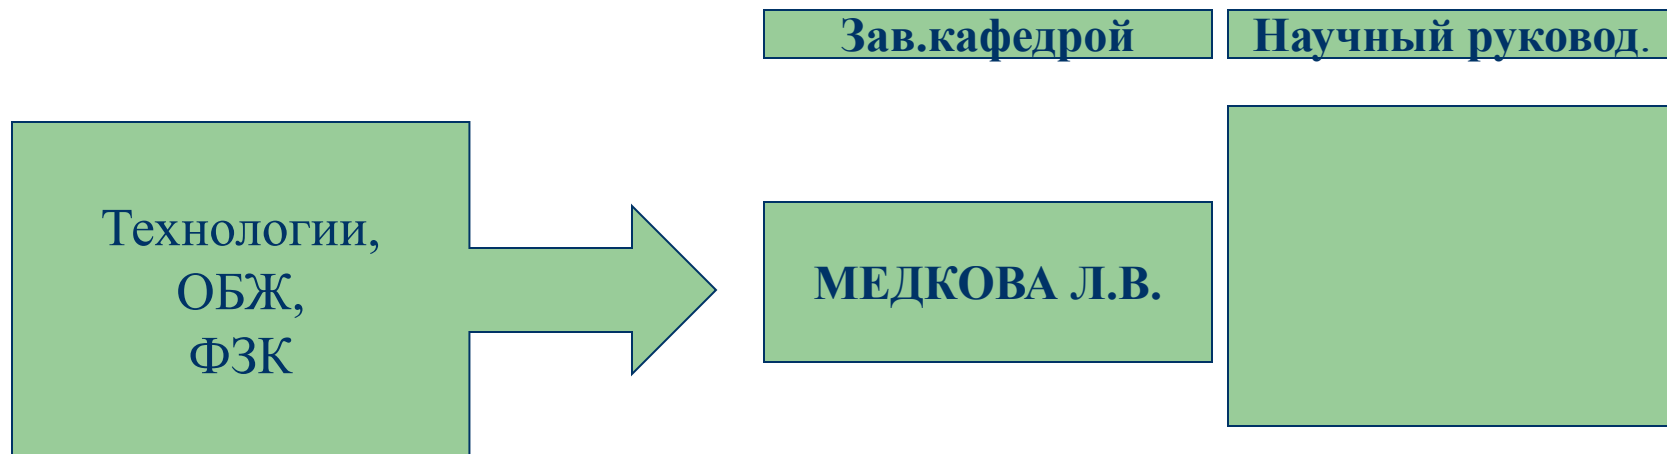 Зав.кафедрой
Научный руковод.
Технологии,
ОБЖ,
ФЗК
МЕДКОВА Л.В.